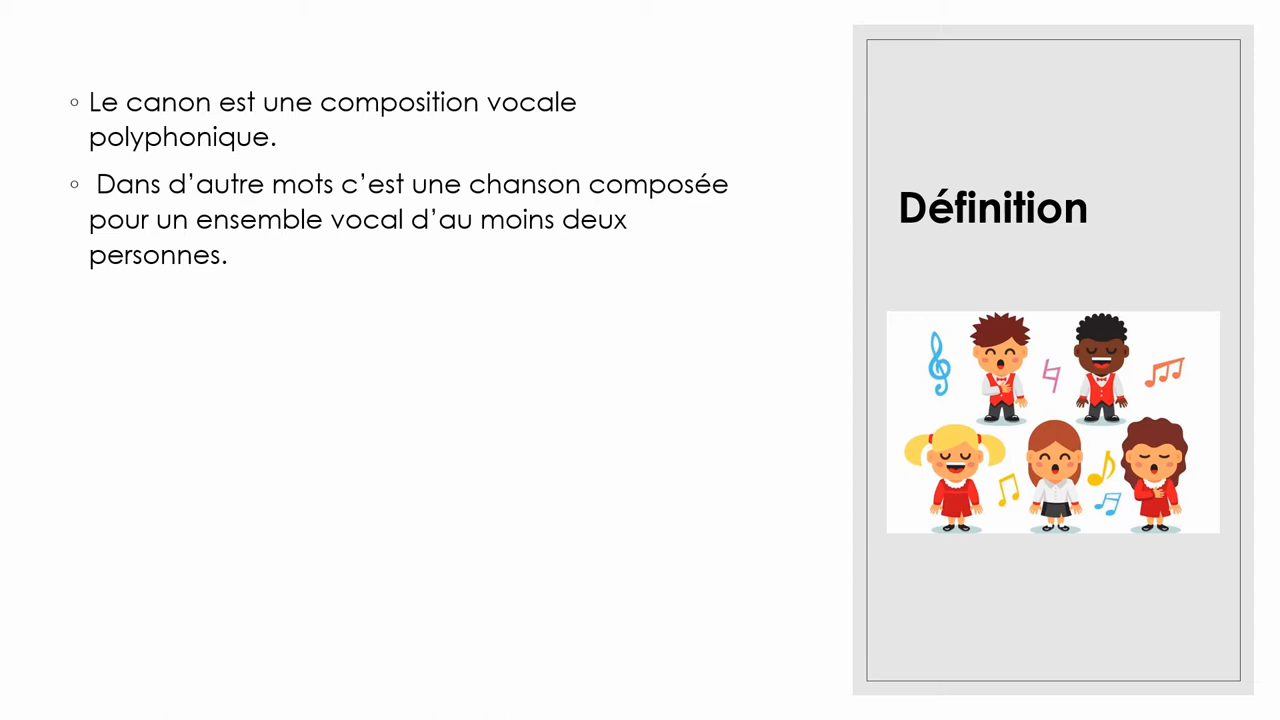 ◦ Le canon est une composition vocale
polyphonique.
◦ Dans d’autre mots c’est une chanson composée
pour un ensemble vocal d’au moins deux
personnes.
Définition